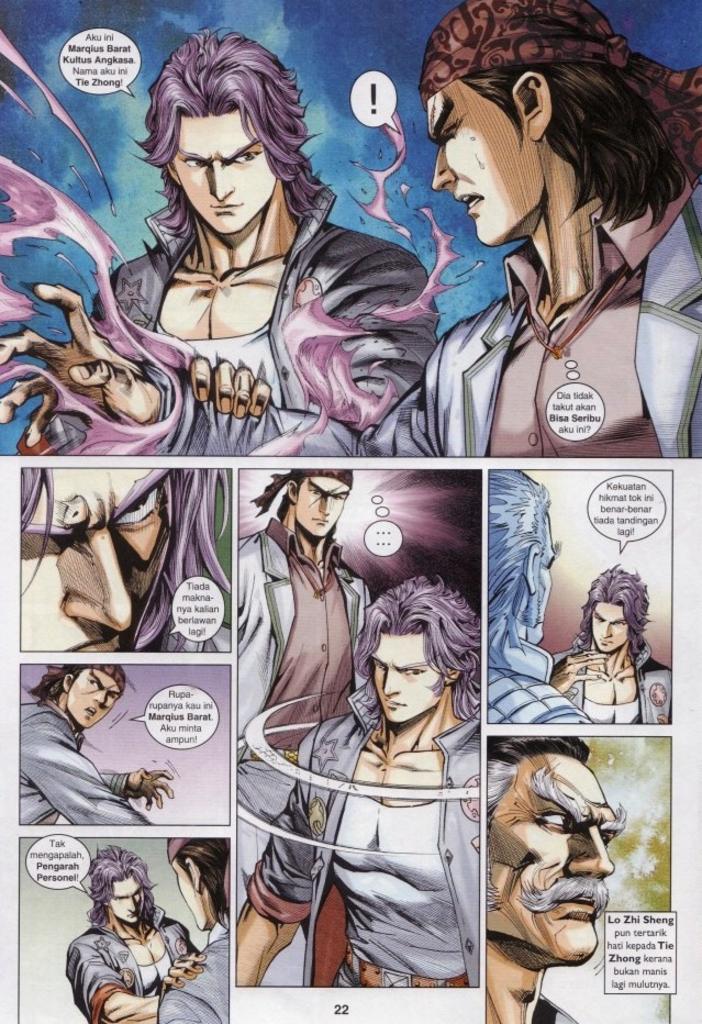 Aku ini
Marqius Barat
Kultus Angkasa.
Nama aku ini
Tie Zhong!
!
Dia tidak
takut akan
Bisa Seribu
aku ini?
Tiada
makna-
nya kalian
berlawan
lagi!
Rupa-
rupanya kau ini
Marqius Barat.
Aku minta
ampun!
Tak
mengapalah,
Pengarah
Personel!
...
...
Kekuatan
hikmat tok ini
benar-benar
tiada tandingan
lagi!
Lo Zhi Sheng
pun tertarik
hati kepada Tie
Zhong kerana
bukan manis
lagi mulutnya.
22